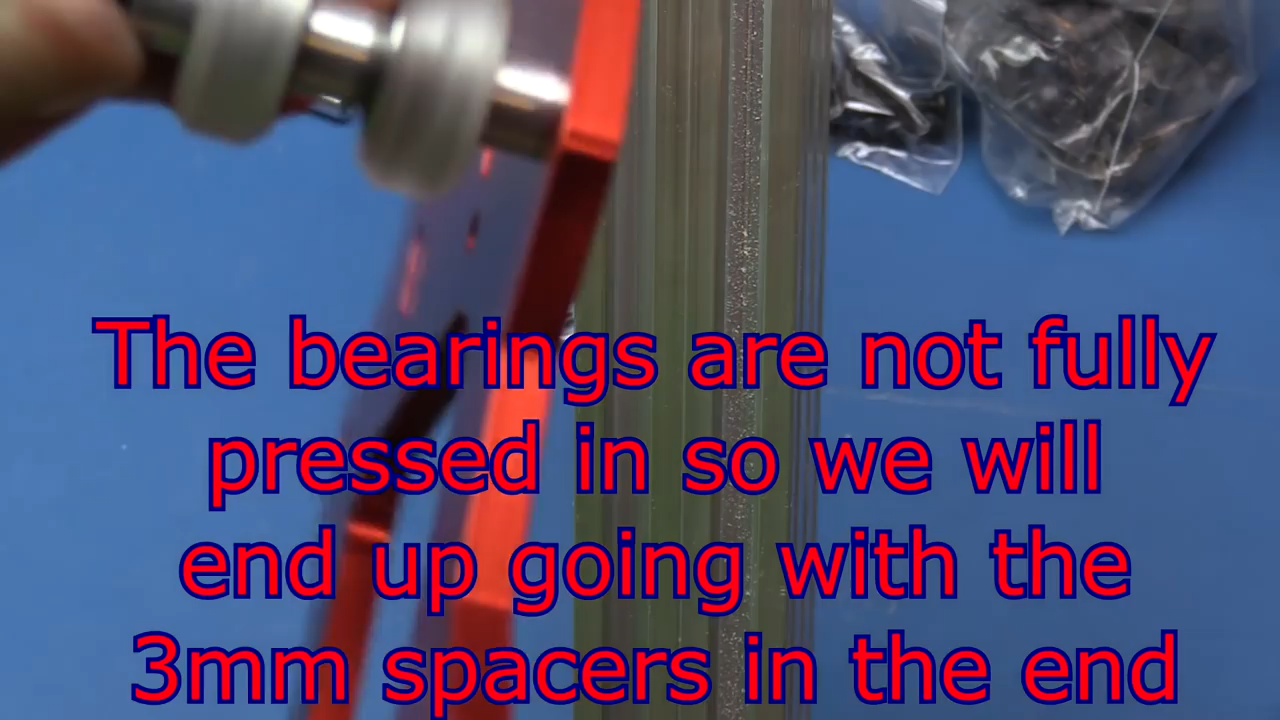 The bearings are not fully
pressed in so we will
end up going with the
3mm spacers in the end